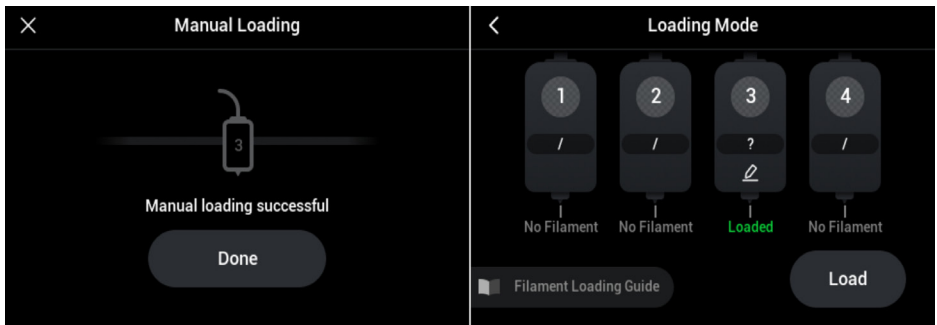 Manual Loading
3
Manual loading successful
Done
Loading Mode
1 2 3 4
/ / ? /
No Filament No Filament Loaded No Filament
Filament Loading Guide
Load